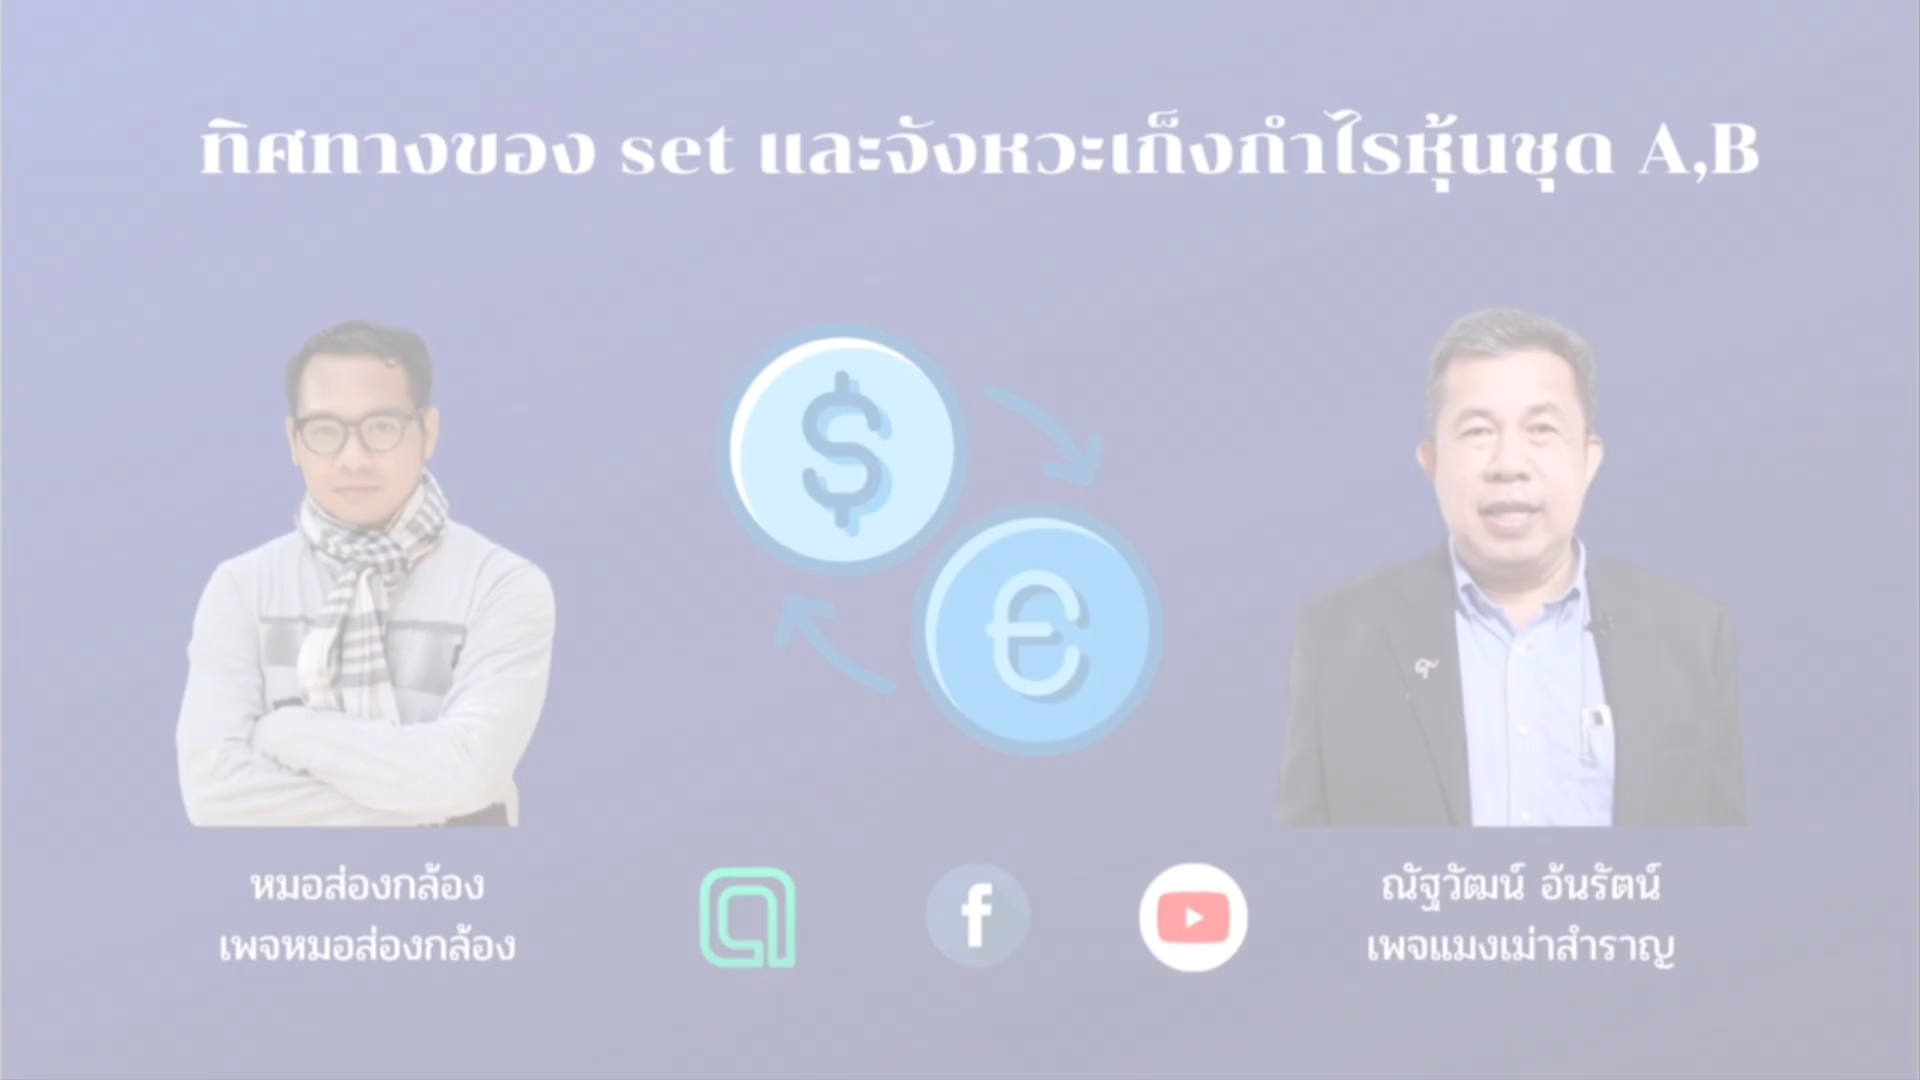 ทิศทางของ set และจังหวะเก็งกำไรหุ้นชุด A,B
หมอส่องกล้อง
เพจหมอส่องกล้อง
ณัฐวัฒน์ อ้นรัตน์
เพจแมงเม่าสำราญ